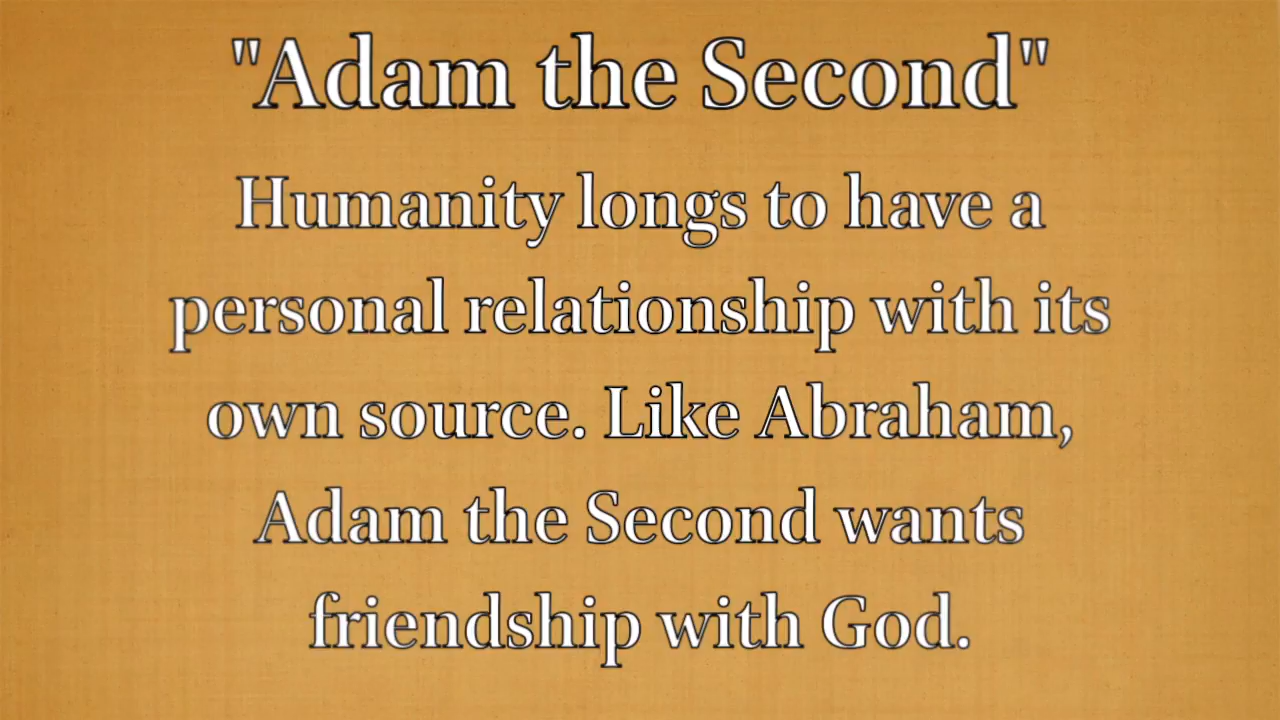 "Adam the Second"
Humanity longs to have a
personal relationship with its
own source. Like Abraham,
Adam the Second wants
friendship with God.